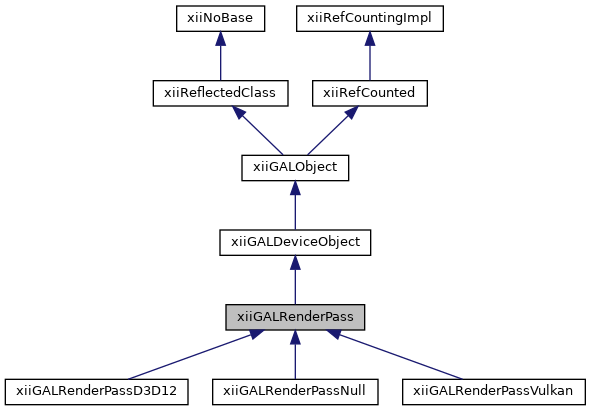 xiiNoBase
xiiRefCountingImpl
xiiReflectedClass
xiiRefCounted
xiiGALObject
xiiGALDeviceObject
xiiGALRenderPass
xiiGALRenderPassD3D12
xiiGALRenderPassNull
xiiGALRenderPassVulkan